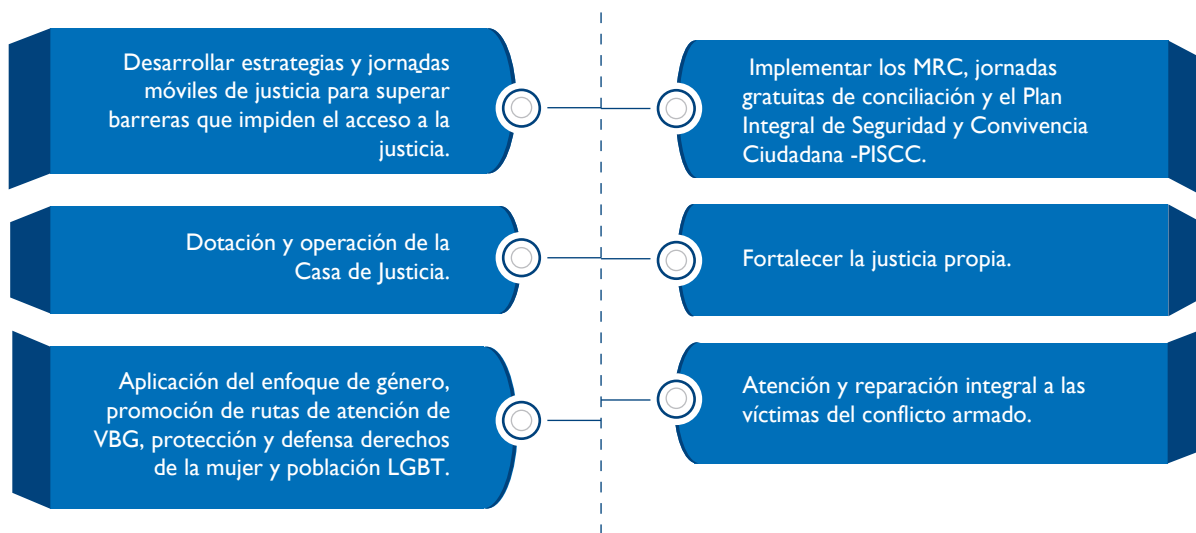 Desarrollar estrategias y jornadas
móviles de justicia para superar
barreras que impiden el acceso a la
justicia.
Implementar los MRC, jornadas
gratuitas de conciliación y el Plan
Integral de Seguridad y Convivencia
Ciudadana -PISCC.
Dotación y operación de la
Casa de Justicia.
Fortalecer la justicia propia.
Aplicación del enfoque de género,
promoción de rutas de atención de
VBG, protección y defensa derechos
de la mujer y población LGBT.
Atención y reparación integral a las
víctimas del conflicto armado.